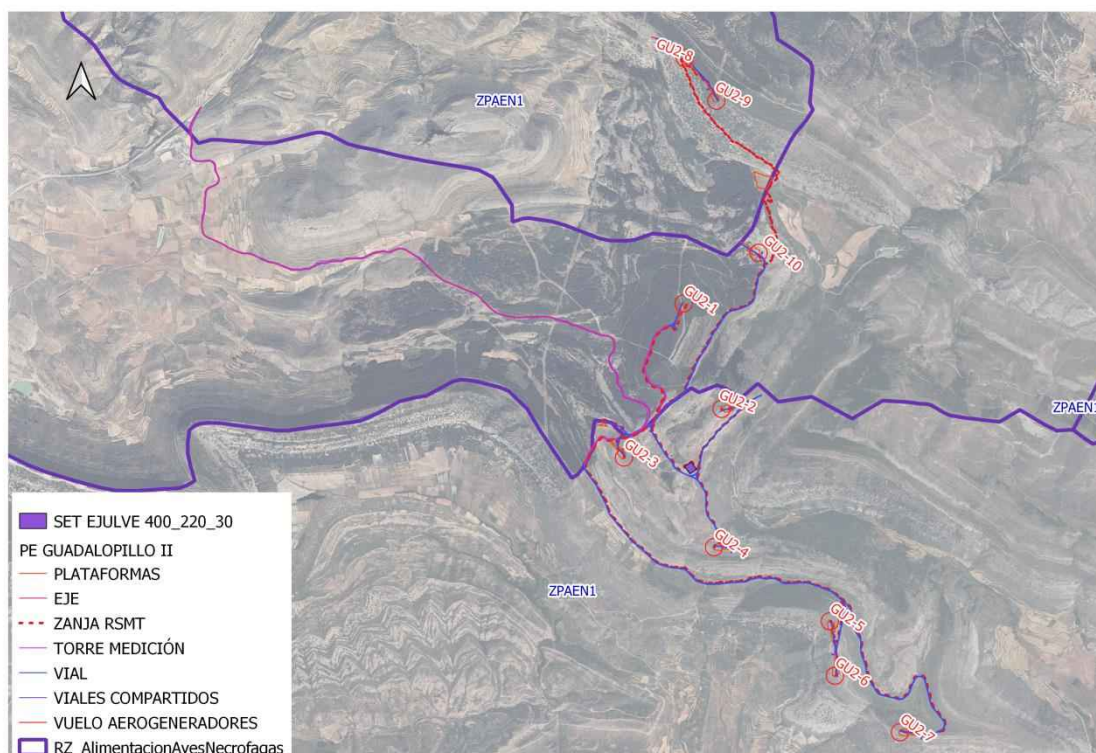 GU2-8
GU2-9
ZPAEN1
GU2-10
GU2-1
GU2-2
ZPAEN1
GU2-3
GU2-4
ZPAEN1
GU2-5
GU2-6
GU2-7
SET EJULVE 400_220_30
PE GUADALOPILLO II
PLATAFORMAS
EJE
ZANJA RSMT
TORRE MEDICIÓN
VIAL
VIALES COMPARTIDOS
VUELO AEROGENERADORES
RZ_AlimentacionAvesNecrofagas